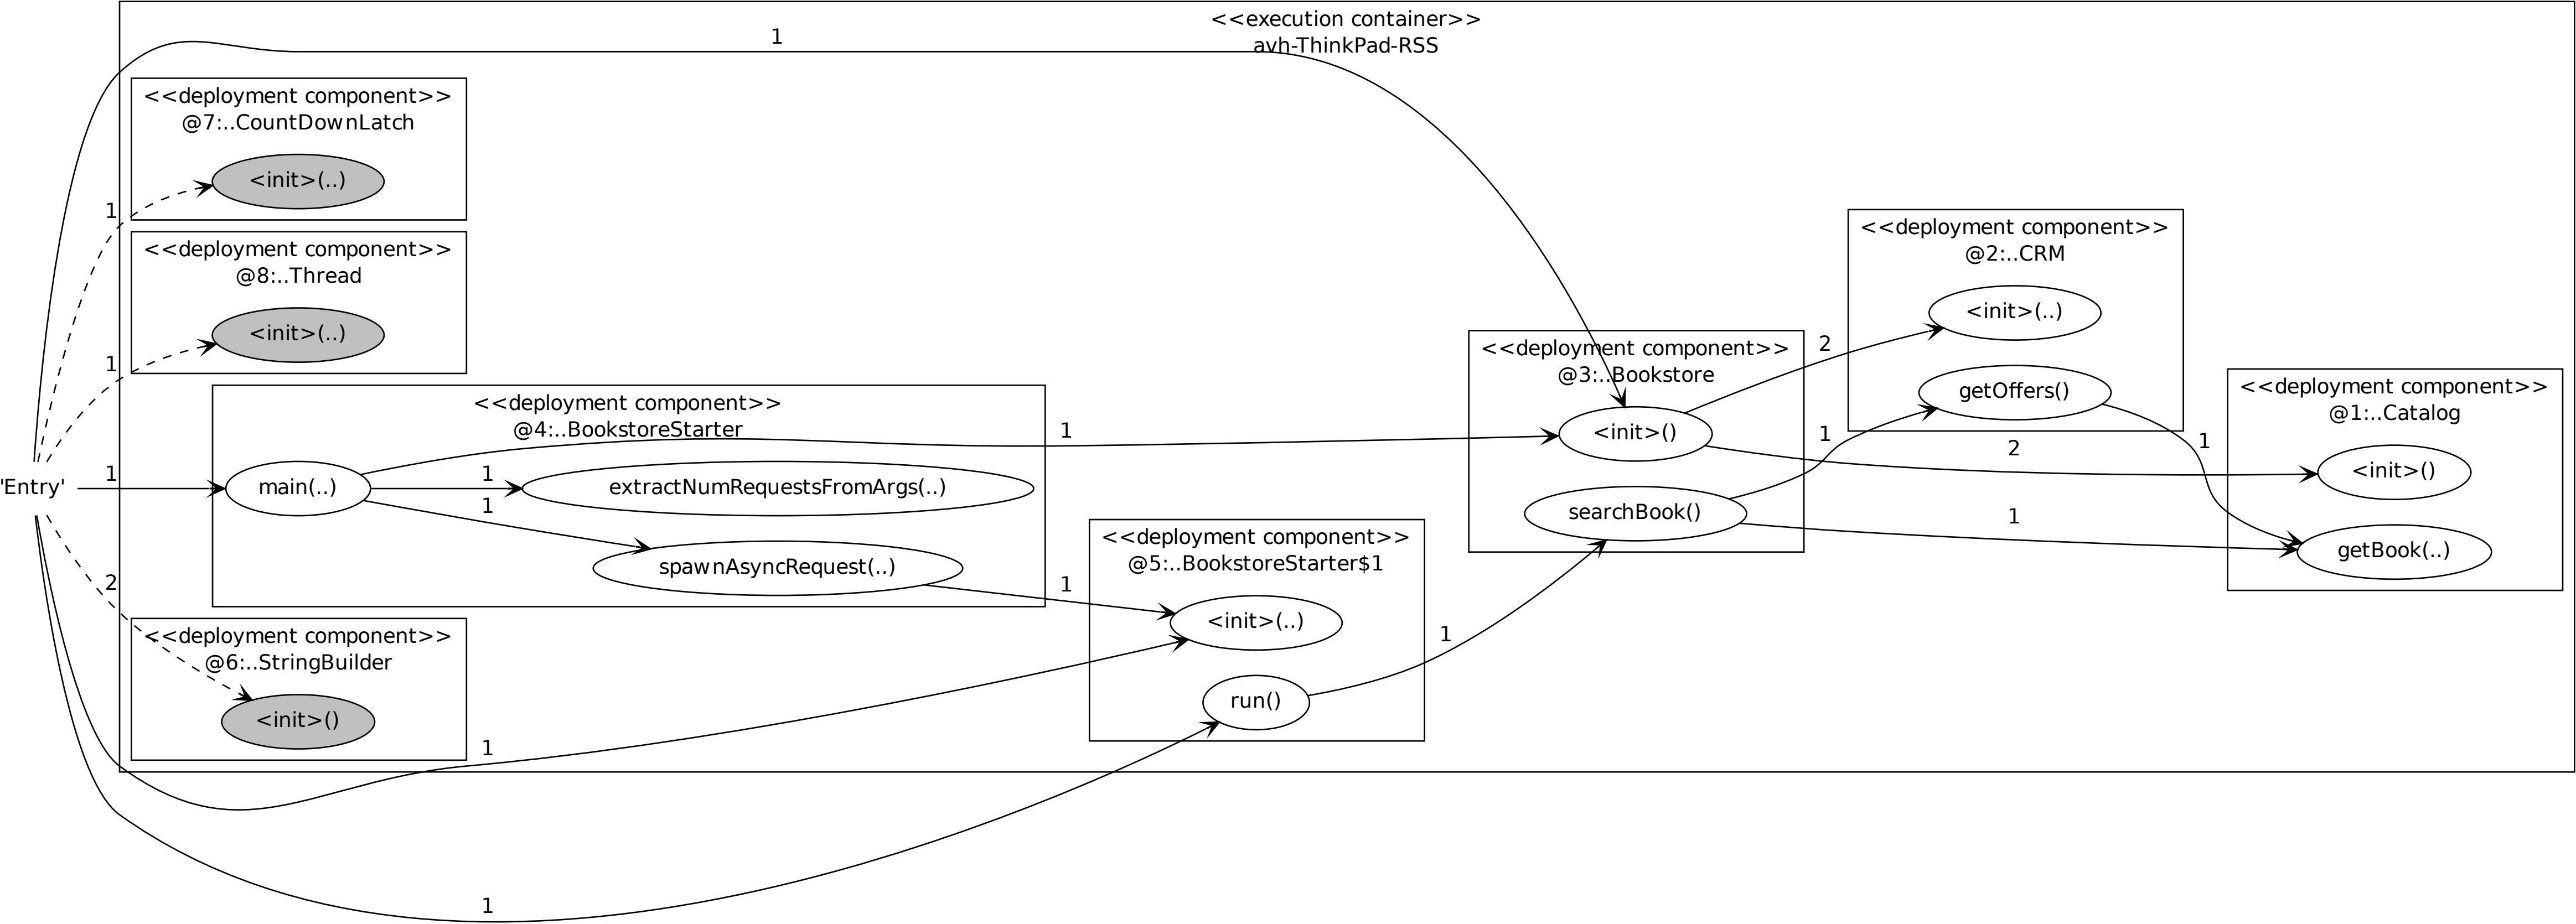 <<execution container>>
avh-ThinkPad-RSS
1
<<deployment component>>
@7:..CountDownLatch
<init>(..)
1
<<deployment component>>
@8:..Thread
<init>(..)
1
<<deployment component>>
@4:..BookstoreStarter
'Entry'
1
main(..)
1
extractNumRequestsFromArgs(..)
1
spawnAsyncRequest(..)
1
1
2
<<deployment component>>
@6:..StringBuilder
<init>()
<<deployment component>>
@5:..BookstoreStarter$1
<init>(..)
run()
1
1
1
<<deployment component>>
@3:..Bookstore
<init>()
searchBook()
2
1
2
1
<<deployment component>>
@2:..CRM
<init>(..)
getOffers()
1
<<deployment component>>
@1:..Catalog
<init>()
getBook(..)